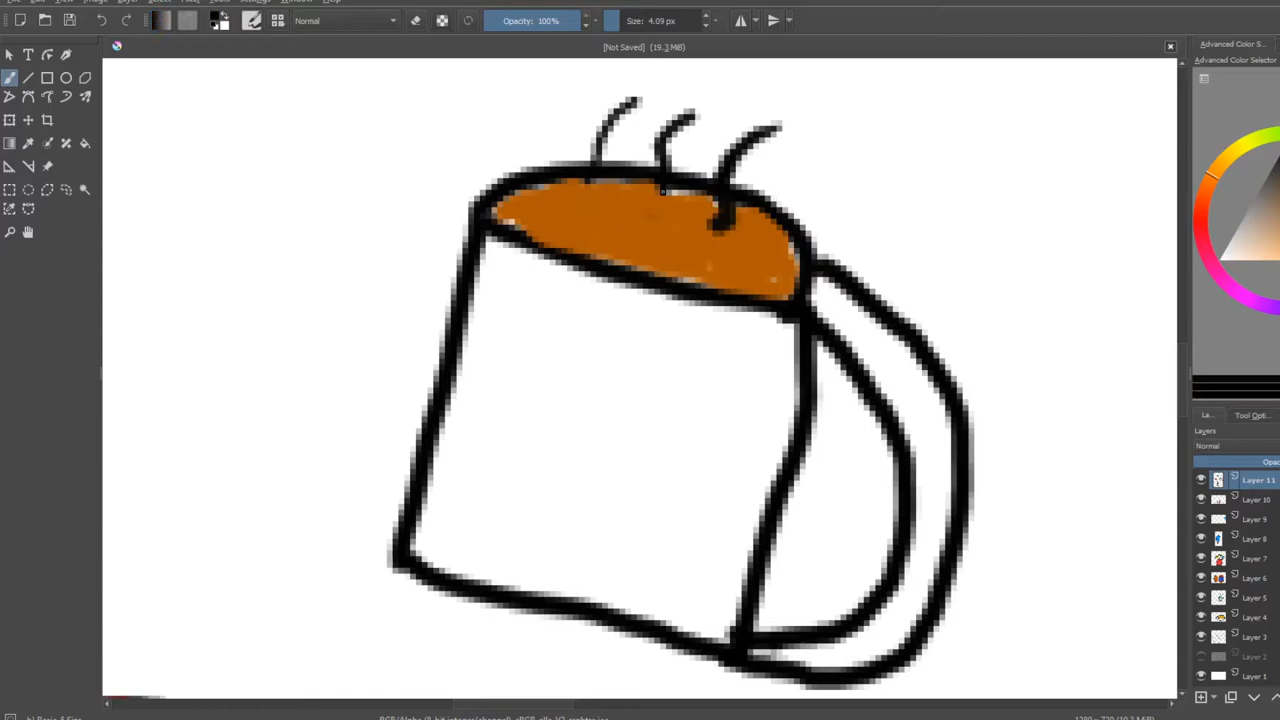 Normal
Opacity: 100%
Size: 4.09 px
[Not Saved] (19.3 MiB)
Advanced Color S...
Advanced Color Selector
La...
Tool Opti...
Layers
Normal
Layer 11
Layer 10
Layer 9
Layer 8
Layer 7
Layer 6
Layer 5
Layer 4
Layer 3
Layer 2
Layer 1